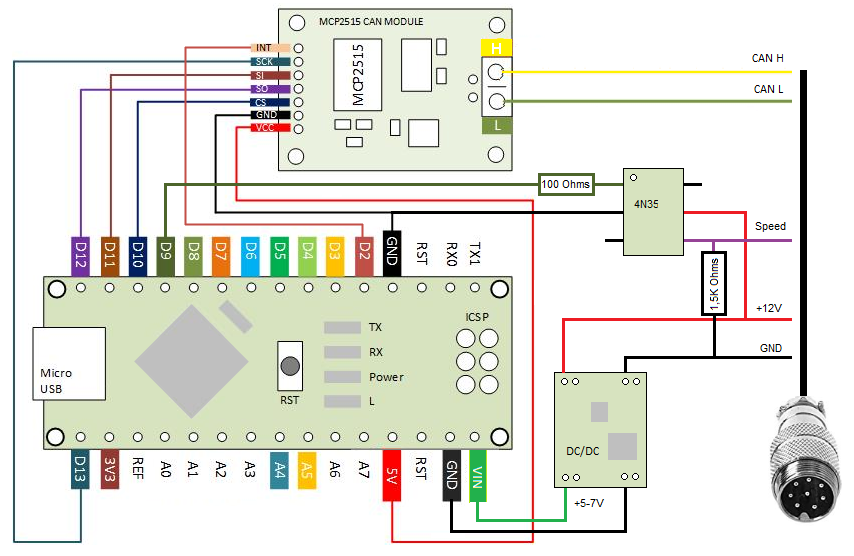 MCP2515 CAN MODULE
INT
SCK
SI
SO
CS
GND
VCC
MCP2515
H
L
CAN H
CAN L
100 Ohms
4N35
Speed
1,5K Ohms
+12V
GND
D12
D11
D10
D9
D8
D7
D6
D5
D4
D3
D2
GND
RST
RX0
TX1
Micro
USB
RST
TX
RX
Power
L
ICSP
DC/DC
+5-7V
D13
3V3
REF
A0
A1
A2
A3
A4
A5
A6
A7
5V
RST
GND
VIN